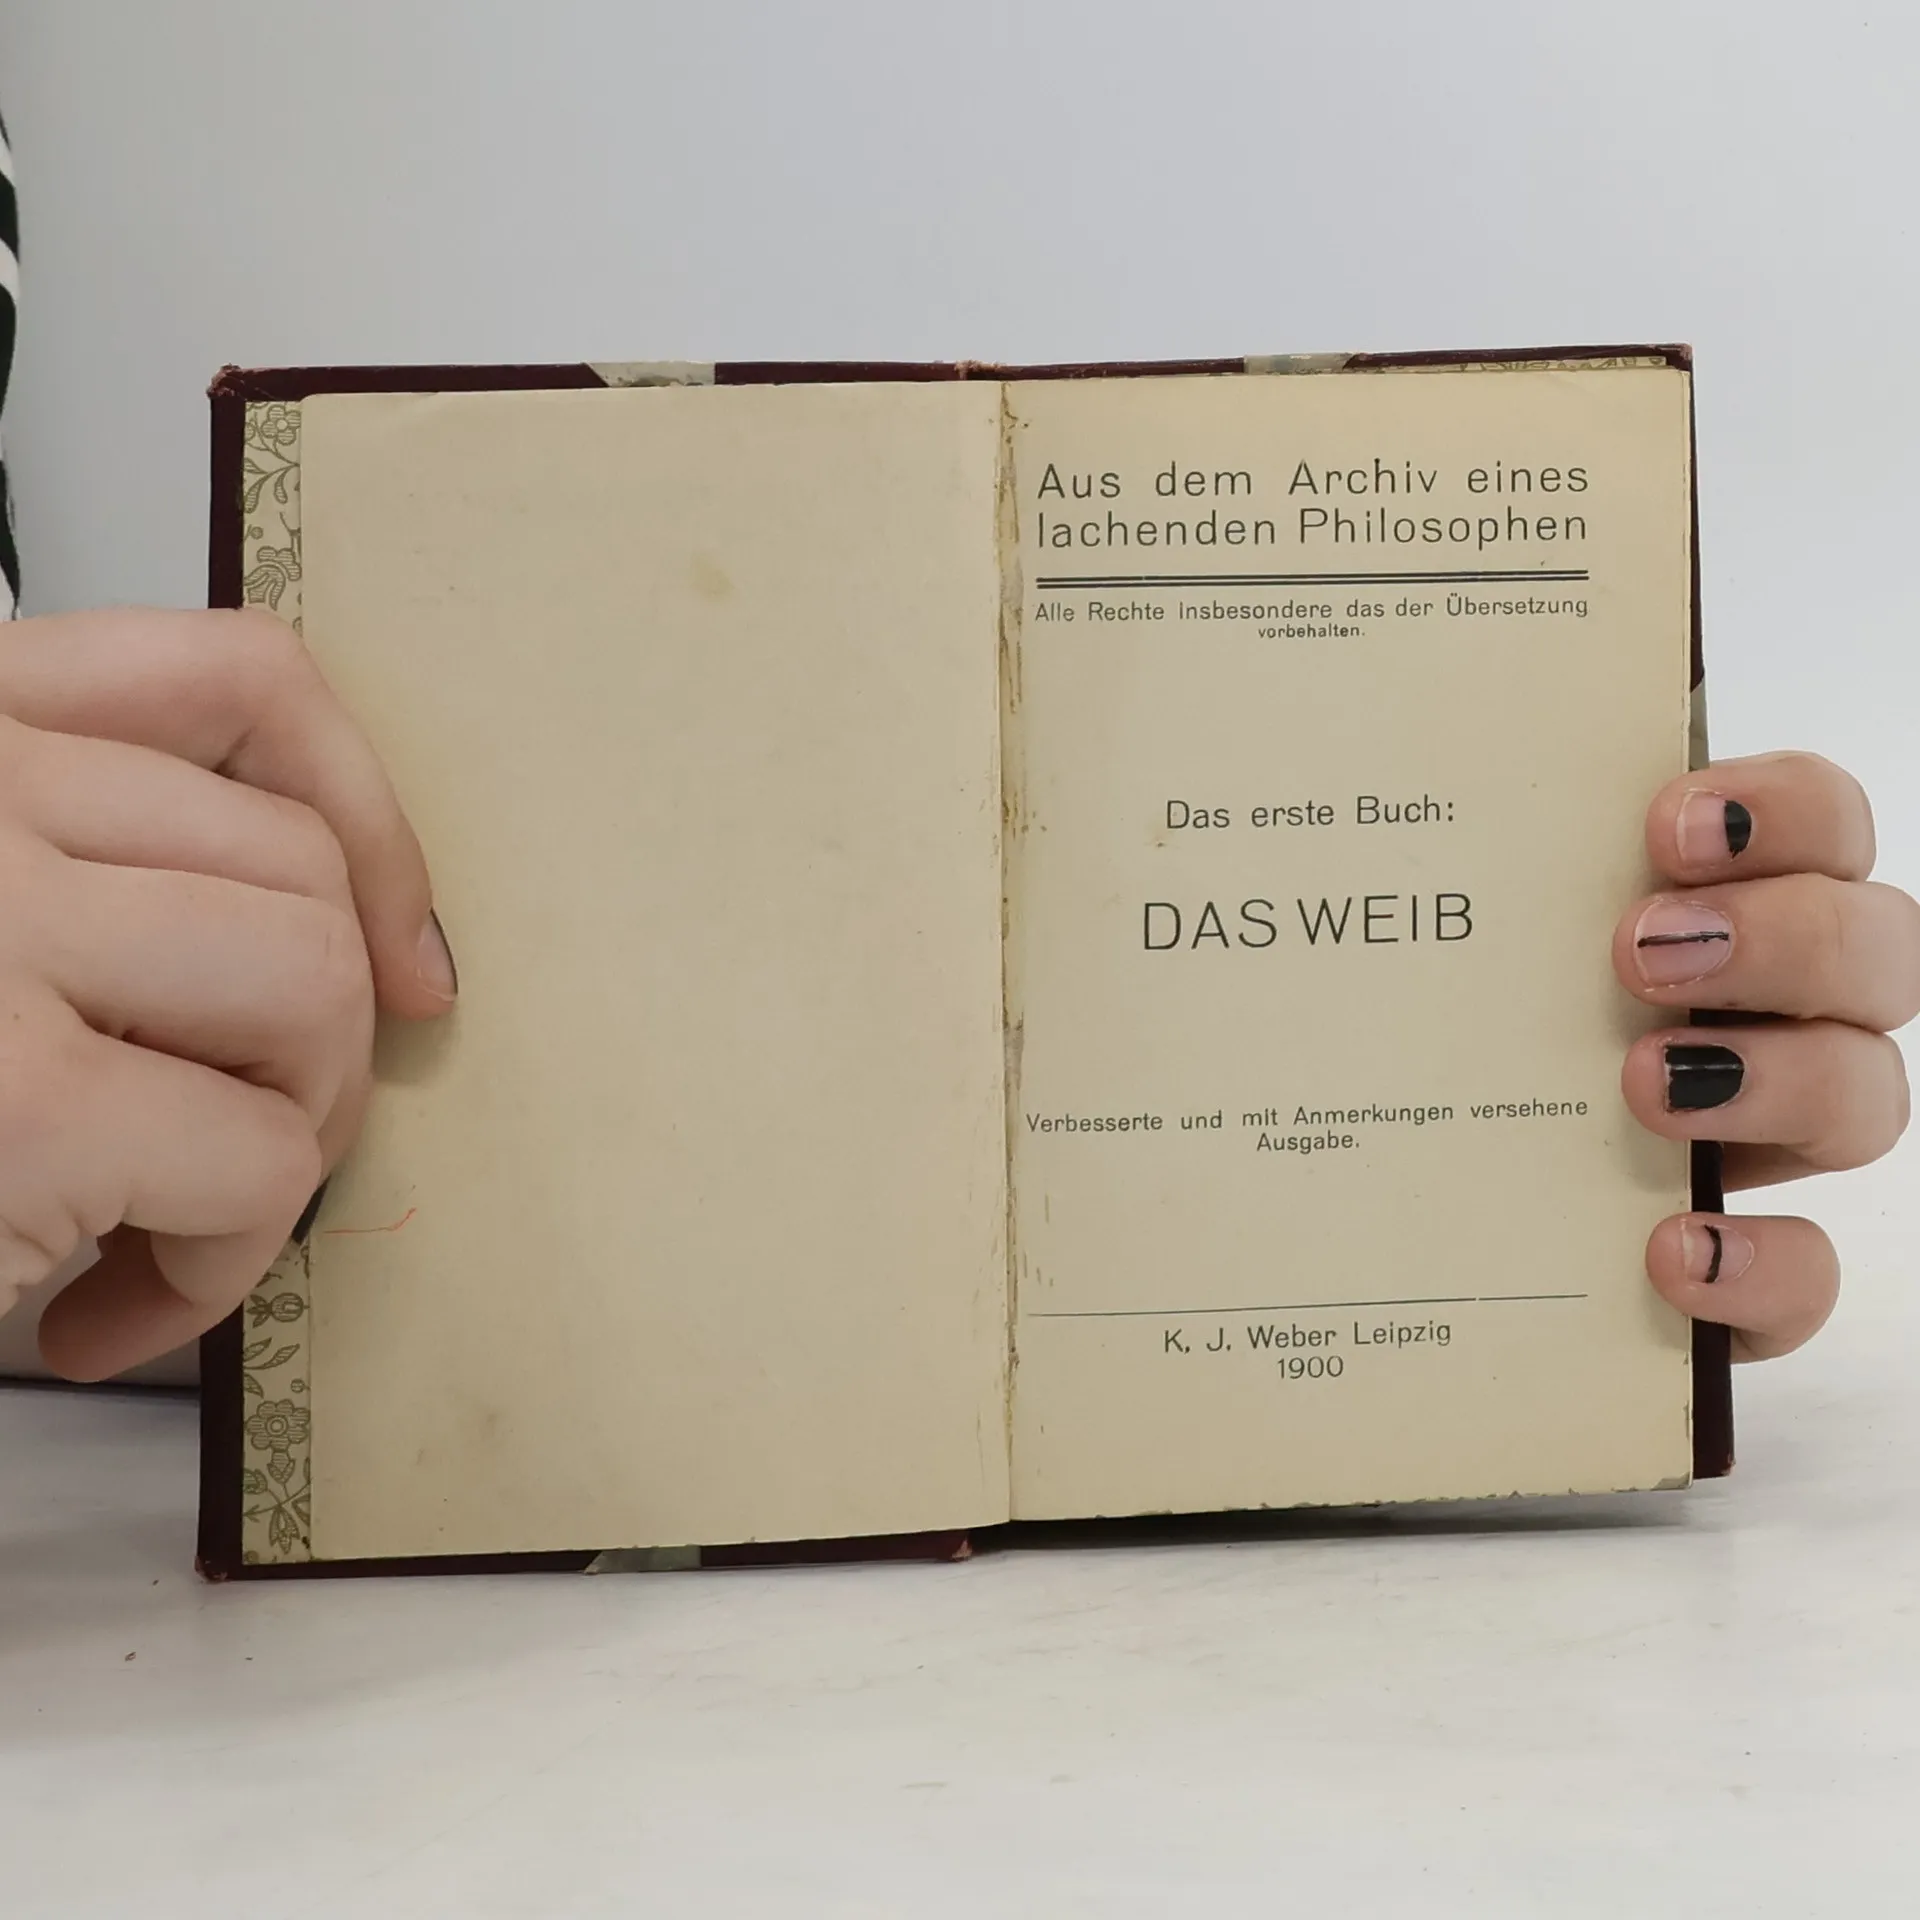 Aus dem Archiv eines
lachenden Philosophen
Alle Rechte insbesondere das der Übersetzung
vorbehalten.
Das erste Buch:
DAS WEIB
Verbesserte und mit Anmerkungen versehene
Ausgabe.
K. J. Weber Leipzig
1900